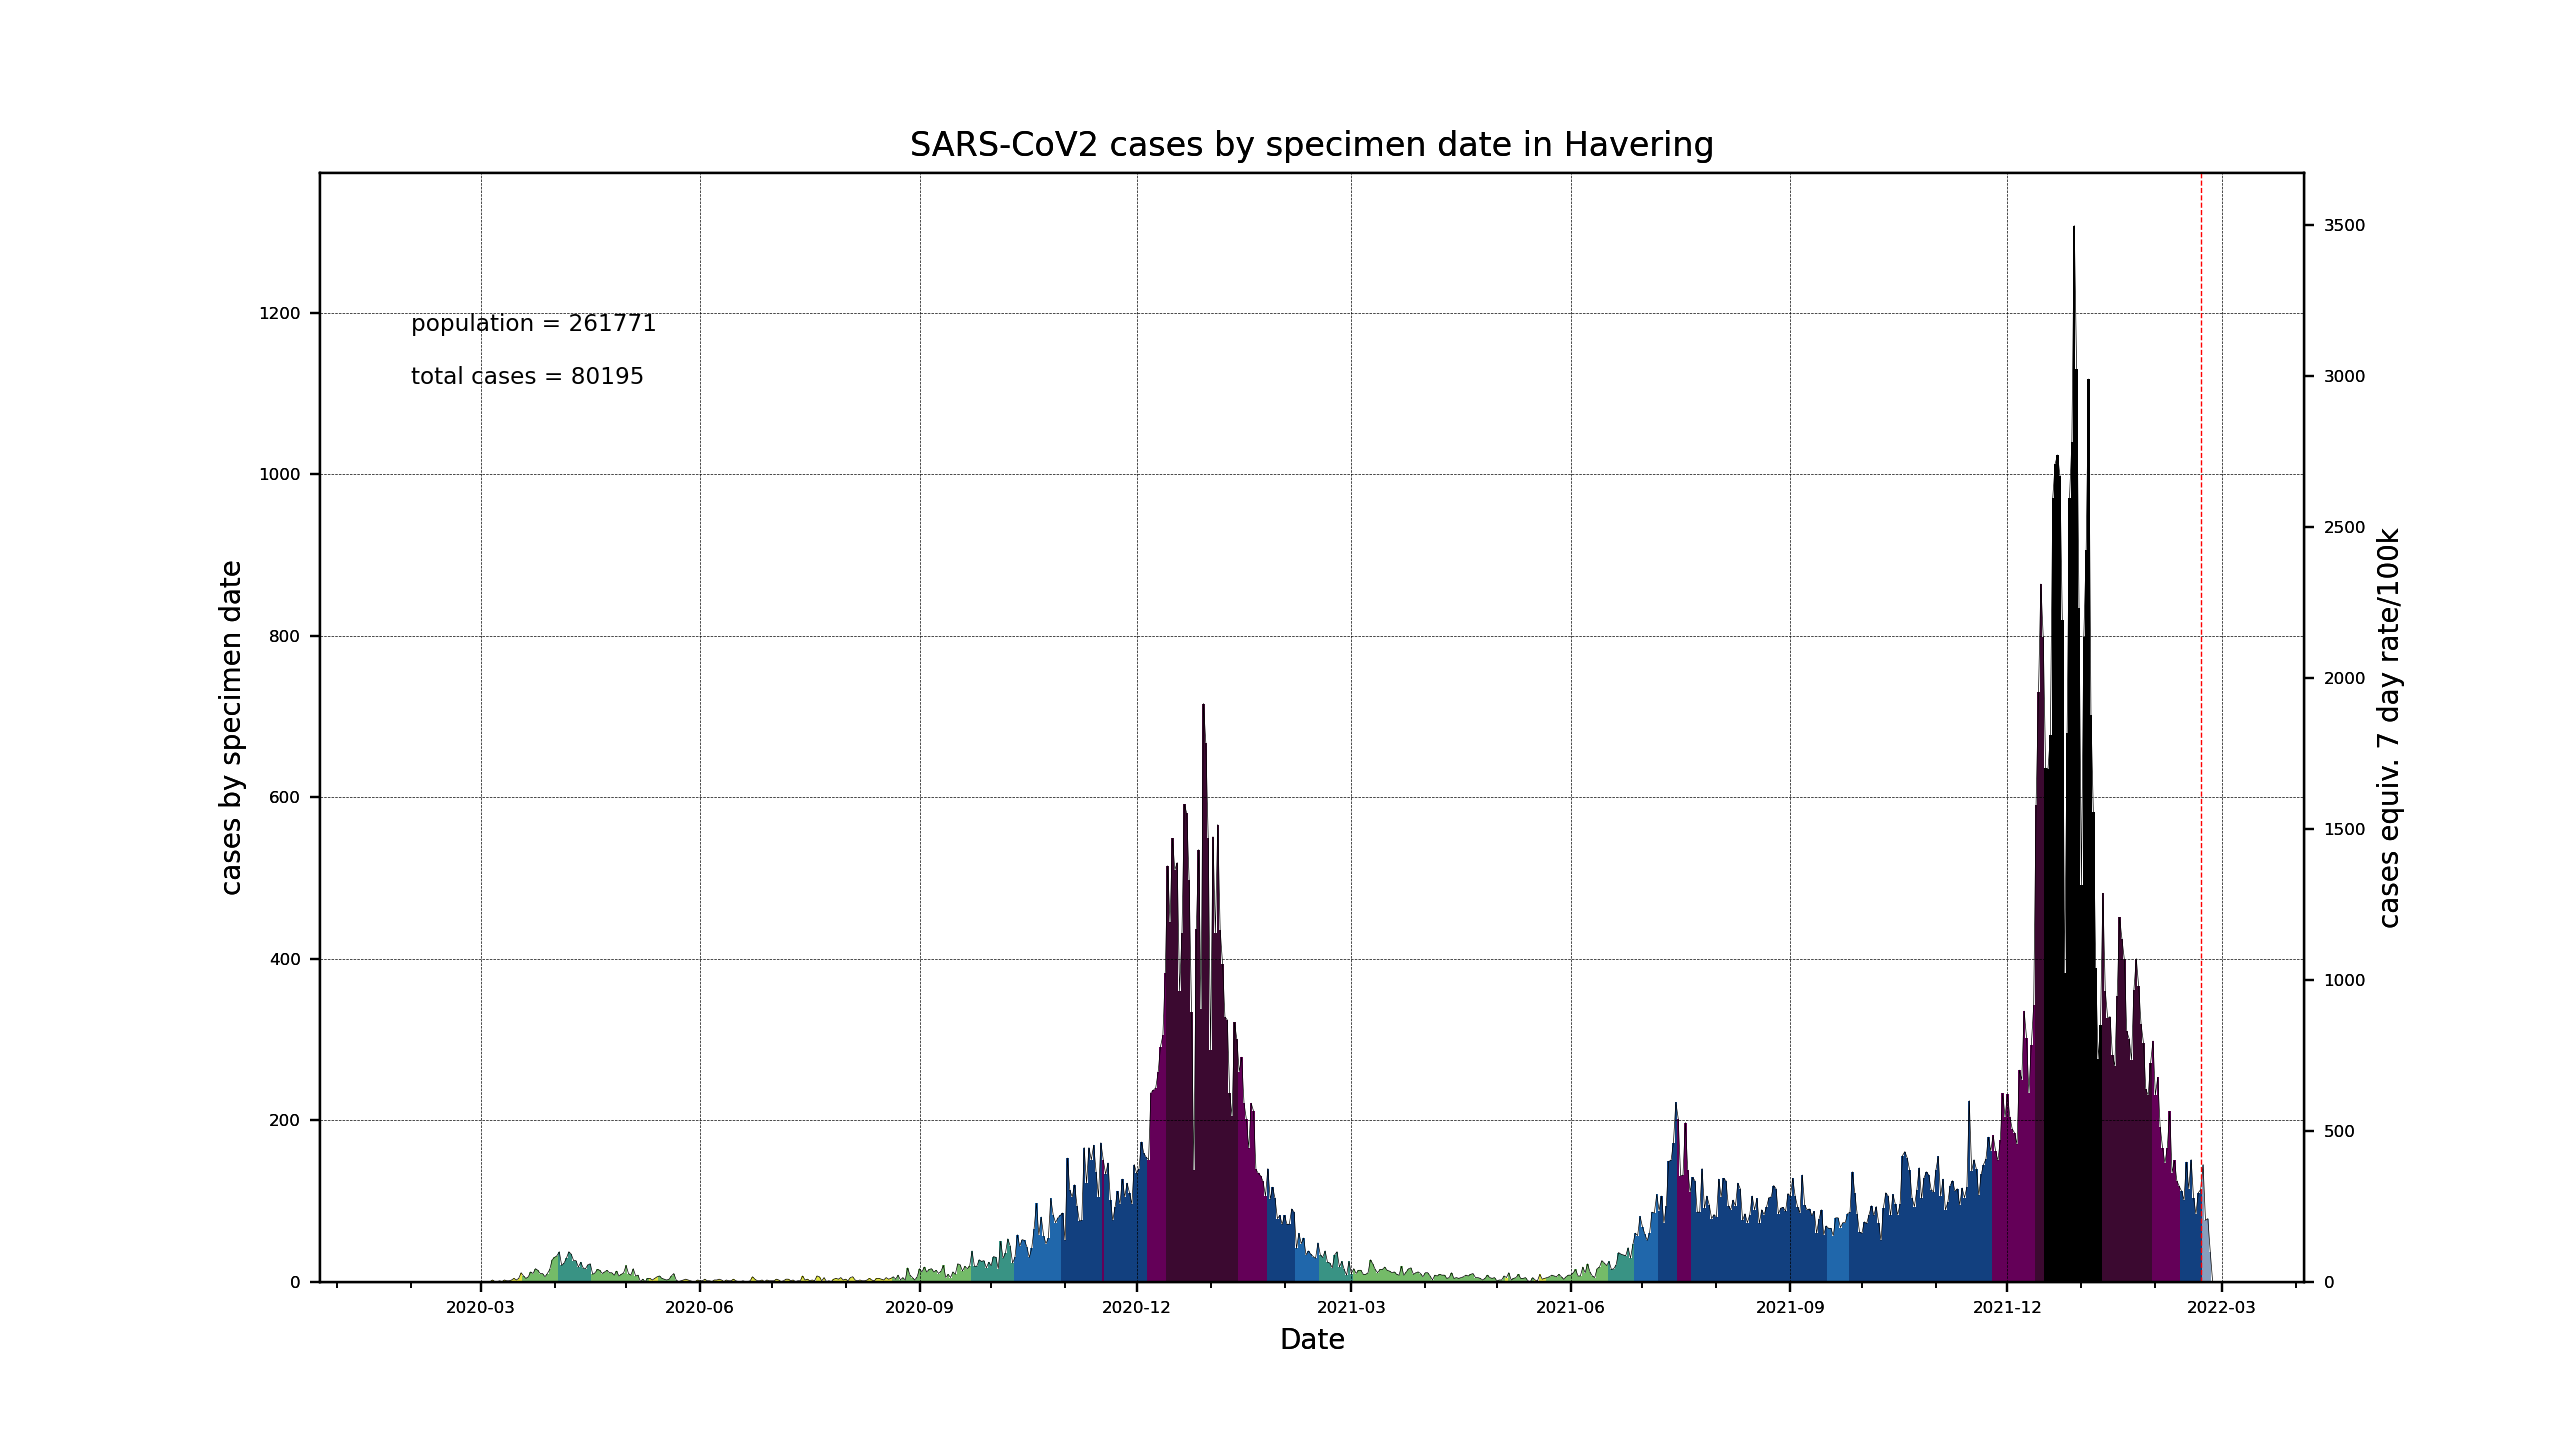 SARS-CoV2 cases by specimen date in Havering
population = 261771
total cases = 80195
cases by specimen date
1200
1000
800
600
400
200
0
3500
3000
2500
2000
1500
1000
500
0
cases equiv. 7 day rate/100k
2020-03 2020-06 2020-09 2020-12 2021-03 2021-06 2021-09 2021-12 2022-03
Date